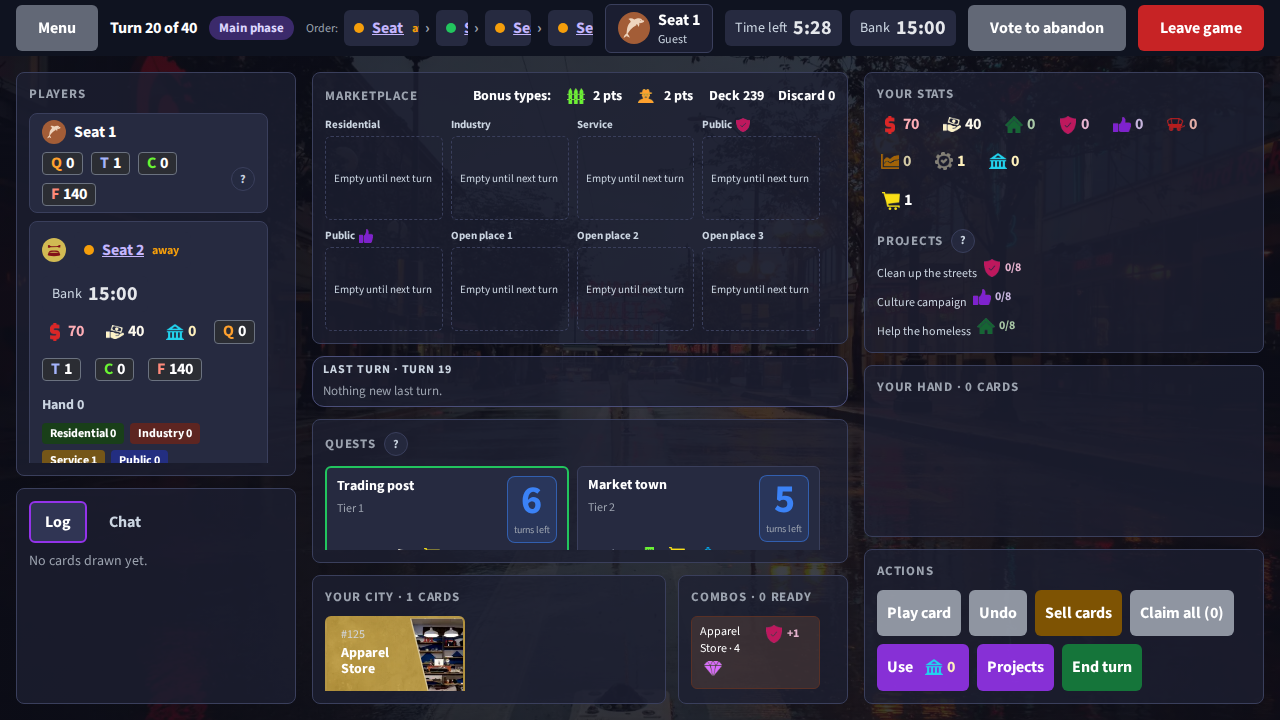 Menu
Turn 20 of 40
Main phase
Order:
Seat
Se
Se
Seat 1
Guest
Time left 5:28
Bank 15:00
Vote to abandon
Leave game
PLAYERS
Seat 1
Q 0
T 1
C 0
F 140
?
Seat 2 away
Bank 15:00
70
40
0
Q 0
T 1
C 0
F 140
Hand 0
Residential 0
Industry 0
Service 1
Public 0
Log
Chat
No cards drawn yet.
MARKETPLACE
Bonus types: 2 pts 2 pts Deck 239 Discard 0
Residential
Industry
Service
Public
Empty until next turn
Empty until next turn
Empty until next turn
Empty until next turn
Public
Open place 1
Open place 2
Open place 3
Empty until next turn
Empty until next turn
Empty until next turn
Empty until next turn
LAST TURN · TURN 19
Nothing new last turn.
QUESTS ?
Trading post
Tier 1
6
turns left
Market town
Tier 2
5
turns left
YOUR CITY · 1 CARDS
#125
Apparel
Store
COMBOS · 0 READY
Apparel
Store · 4
+1
YOUR STATS
70
40
0
0
0
0
0
1
0
1
PROJECTS ?
Clean up the streets 0/8
Culture campaign 0/8
Help the homeless 0/8
YOUR HAND · 0 CARDS
ACTIONS
Play card
Undo
Sell cards
Claim all (0)
Use 0
Projects
End turn